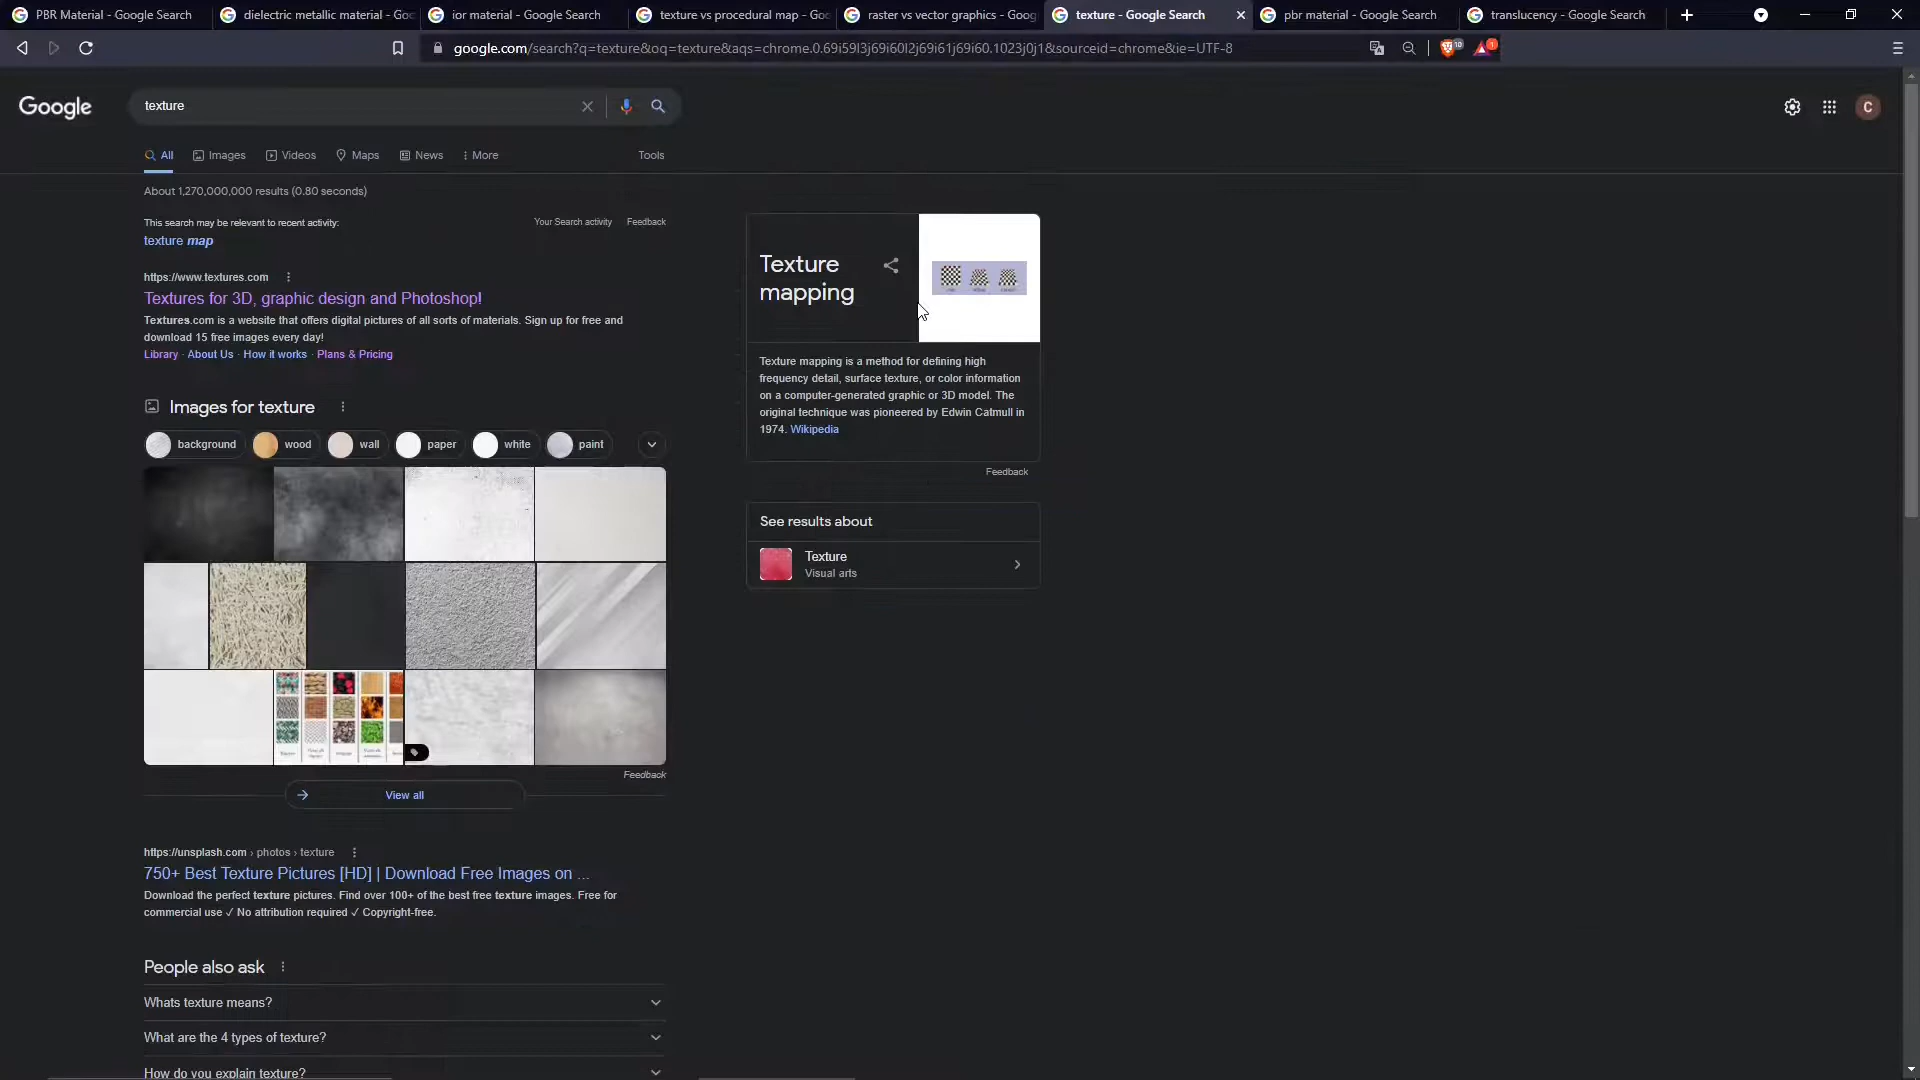 PBR Material - Google Search
dielectric metallic material - Goo
ior material - Google Search
texture vs procedural map - Goo
raster vs vector graphics - Goog
texture - Google Search
pbr material - Google Search
translucency - Google Search
google.com/search?q=texture&oq=texture&aqs=chrome.0.69i59l3j69i60l2j69i61j69i60.1023j0j1&sourceid=chrome&ie=UTF-8
10
1
Google
texture
C
All
Images
Videos
Maps
News
More
Tools
About 1,270,000,000 results (0.80 seconds)
This search may be relevant to recent activity:
Your Search activity
Feedback
texture map
https://www.textures.com
Textures for 3D, graphic design and Photoshop!
Textures.com is a website that offers digital pictures of all sorts of materials. Sign up for free and
download 15 free images every day!
Library · About Us · How it works · Plans & Pricing
Images for texture
background
wood
wall
paper
white
paint
Feedback
View all
https://unsplash.com › photos › texture
750+ Best Texture Pictures [HD] | Download Free Images on ...
Download the perfect texture pictures. Find over 100+ of the best free texture images. Free for
commercial use ✓ No attribution required ✓ Copyright-free.
People also ask
Whats texture means?
What are the 4 types of texture?
How do you explain texture?
Texture
mapping
Texture mapping is a method for defining high
frequency detail, surface texture, or color information
on a computer-generated graphic or 3D model. The
original technique was pioneered by Edwin Catmull in
1974. Wikipedia
Feedback
See results about
Texture
Visual arts